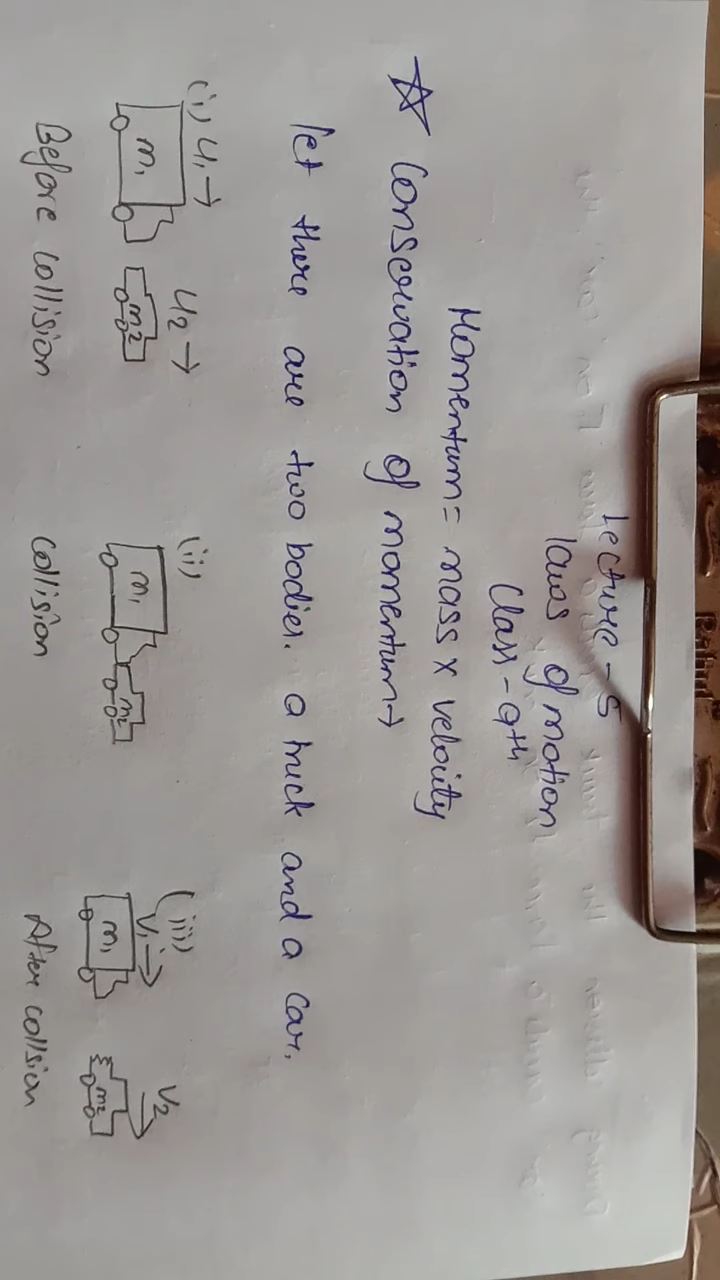 Lecture - 5
laws of motion
Class - 9th
Momentum = mass x velocity
☆ Conservation of momentum →
let there are two bodies. a truck and a car.
(i) u1 → u2 →
m1 m2
Before collision
(ii)
m1 m2
Collision
(iii)
V1 → V2 →
m1 m2
After collsion